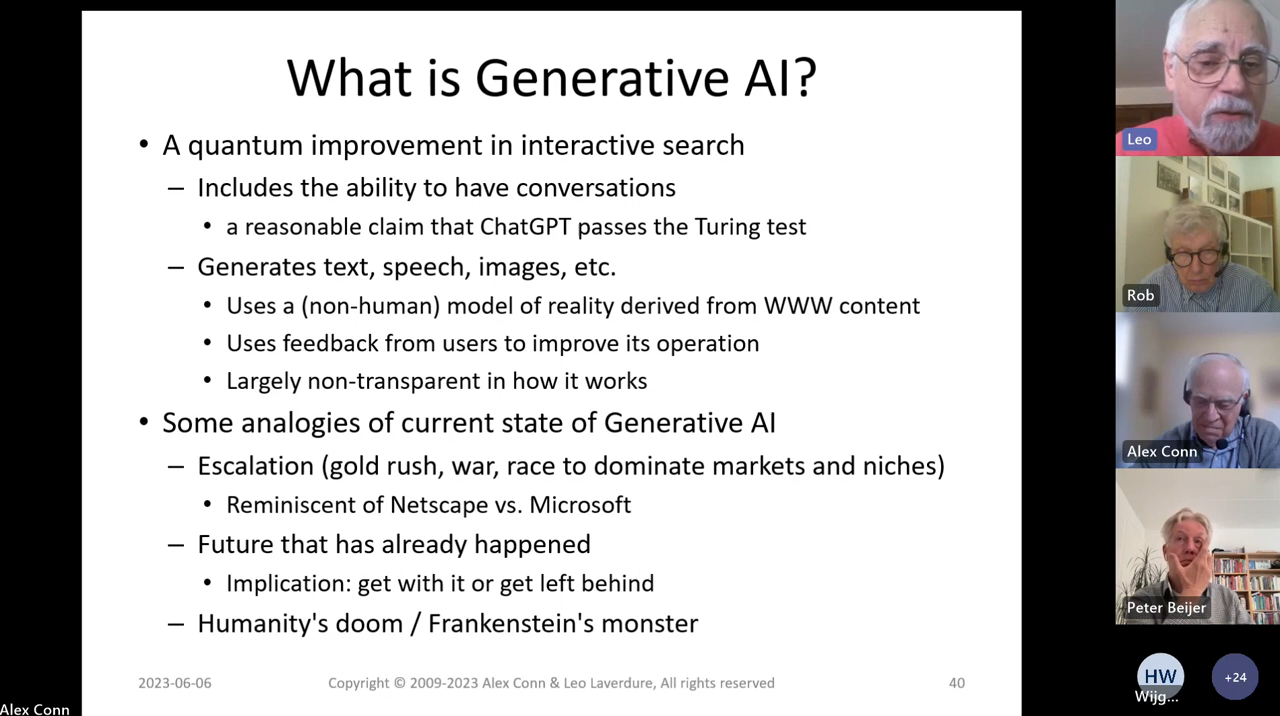 What is Generative AI?
• A quantum improvement in interactive search
– Includes the ability to have conversations
• a reasonable claim that ChatGPT passes the Turing test
– Generates text, speech, images, etc.
• Uses a (non-human) model of reality derived from WWW content
• Uses feedback from users to improve its operation
• Largely non-transparent in how it works
• Some analogies of current state of Generative AI
– Escalation (gold rush, war, race to dominate markets and niches)
• Reminiscent of Netscape vs. Microsoft
– Future that has already happened
• Implication: get with it or get left behind
– Humanity's doom / Frankenstein's monster
2023-06-06 Copyright © 2009-2023 Alex Conn & Leo Laverdure, All rights reserved 40
Alex Conn
Leo
Rob
Alex Conn
Peter Beijer
HW
Wijg...
+24